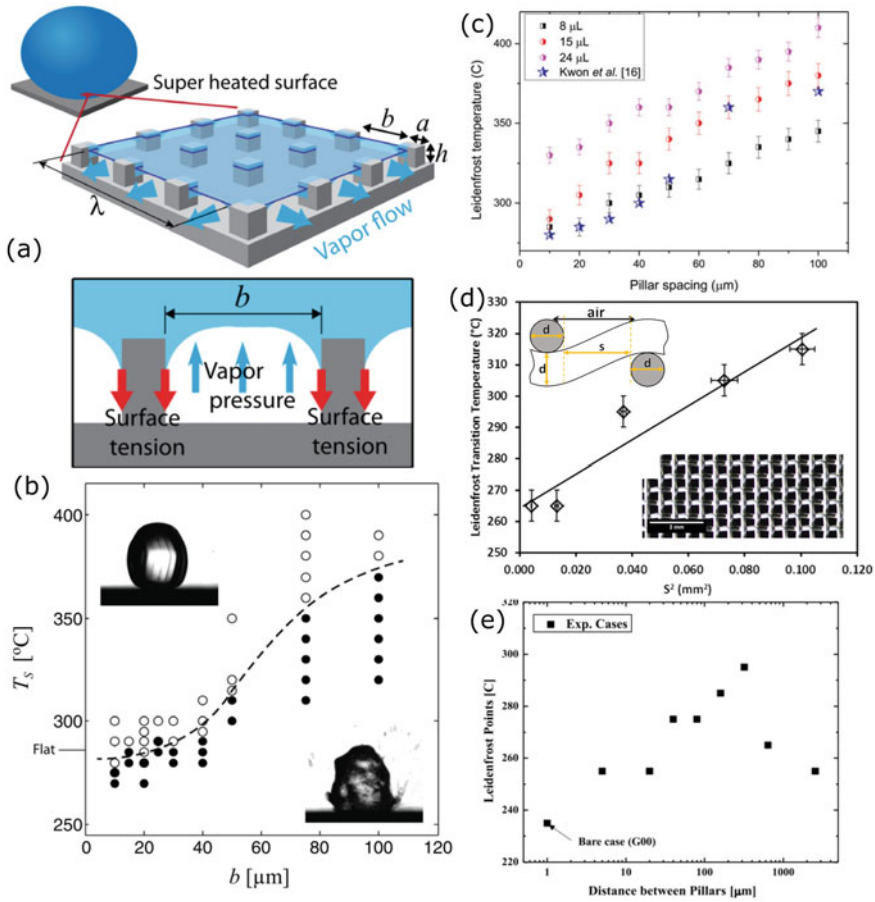 Super heated surface
b
a
h
λ
Vapor flow
(a)
b
Vapor
pressure
Surface
tension
Surface
tension
(b)
400
350
300
250
Flat
Ts [ºC]
0
20
40
60
80
100
120
b [µm]
(c)
8 µL
15 µL
24 µL
Kwon et al. [16]
400
350
300
Leidenfrost temperature (C)
0
20
40
60
80
100
Pillar spacing (µm)
(d)
air
d
s
d
d
2 mm
330
320
310
300
290
280
270
260
250
Leidenfrost Transition Temperature (°C)
0.000
0.020
0.040
0.060
0.080
0.100
0.120
S² {mm²}
(e)
Exp. Cases
320
300
280
260
240
220
Leidenfrost Points [C]
Bare case (G00)
1
10
100
1000
Distance between Pillars [µm]